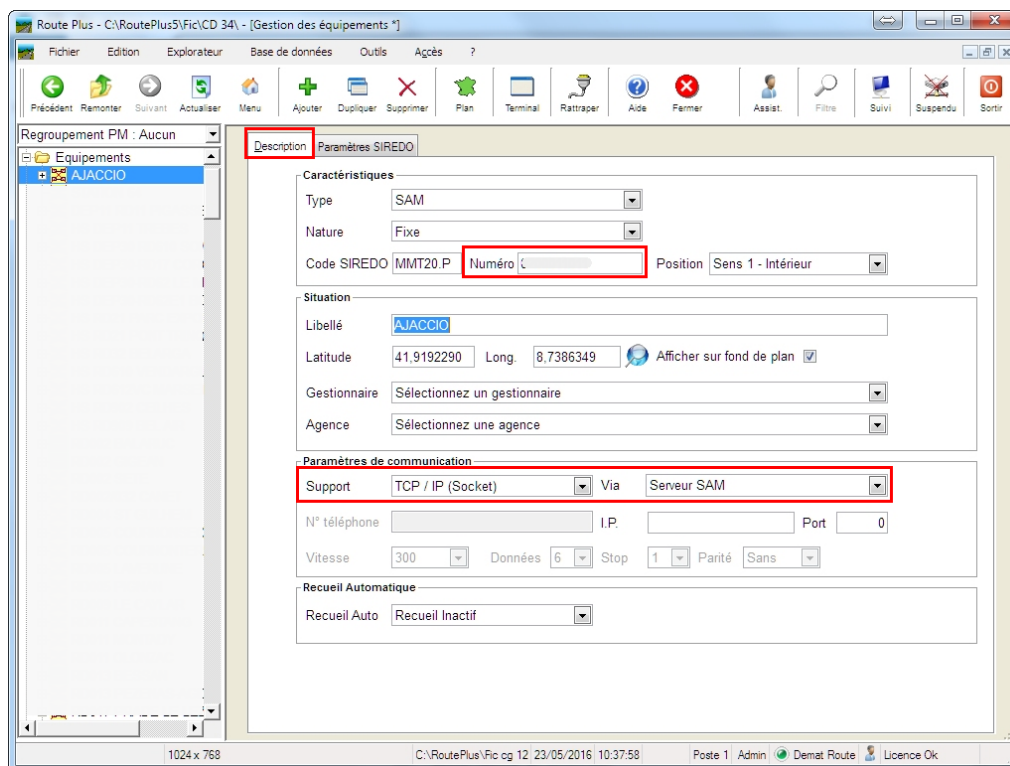 Route Plus - C:\RoutePlus5\Fic\CD 34\ - [Gestion des équipements *]
Fichier Edition Explorateur Base de données Outils Accès ?
Précédent Remonter Suivant Actualiser Menu Ajouter Dupliquer Supprimer Plan Terminal Rattraper Aide Fermer Assist. Filtre Suivi Suspendu Sortir
Regroupement PM : Aucun
Equipements
AJACCIO
Description Paramètres SIREDO
Caractéristiques
Type SAM
Nature Fixe
Code SIREDO MMT20.P Numéro Position Sens 1 - Intérieur
Situation
Libellé AJACCIO
Latitude 41,9192290 Long. 8,7386349 Afficher sur fond de plan
Gestionnaire Sélectionnez un gestionnaire
Agence Sélectionnez une agence
Paramètres de communication
Support TCP / IP (Socket) Via Serveur SAM
N° téléphone I.P. Port 0
Vitesse 300 Données 6 Stop 1 Parité Sans
Recueil Automatique
Recueil Auto Recueil Inactif
1024 x 768 C:\RoutePlus\Fic cg 12 23/05/2016 10:37:58 Poste 1 Admin Demat Route Licence Ok